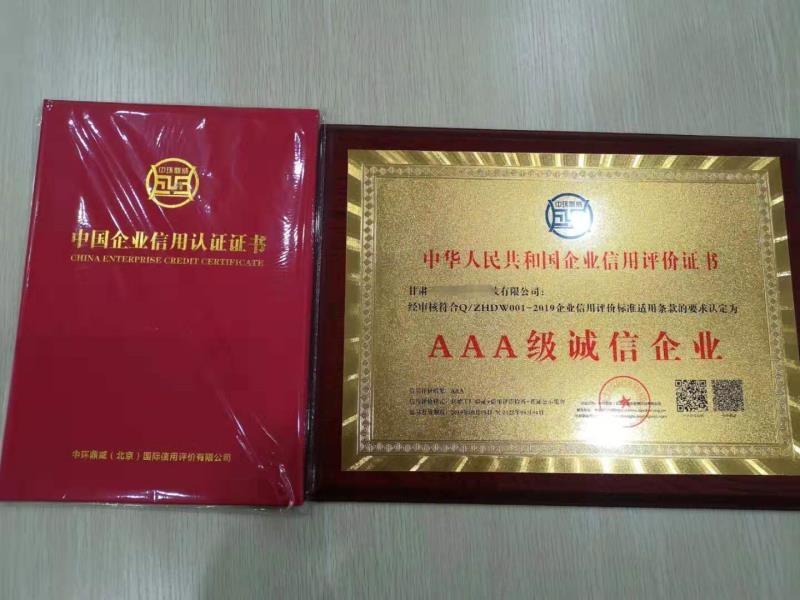 中环鼎威
中国企业信用认证证书
CHINA ENTERPRISE CREDIT CERTIFICATE
中环鼎威（北京）国际信用评价有限公司
中环鼎威
中华人民共和国企业信用评价证书
甘肃 有限公司：
经审核符合Q/ZHDW001-2019企业信用评价标准适用条款的要求认定为
AAA级诚信企业
AAA